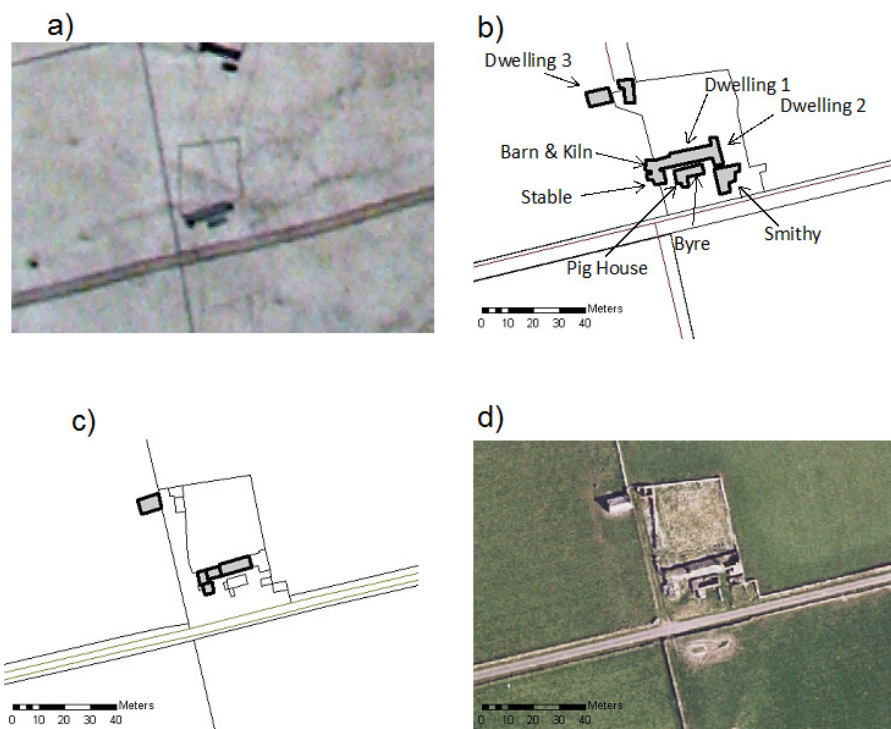 a)
b)
Dwelling 3
Dwelling 1
Dwelling 2
Barn & Kiln
Stable
Pig House
Byre
Smithy
Meters
0 10 20 30 40
c)
d)
Meters
0 10 20 30 40
Meters
0 10 20 30 40